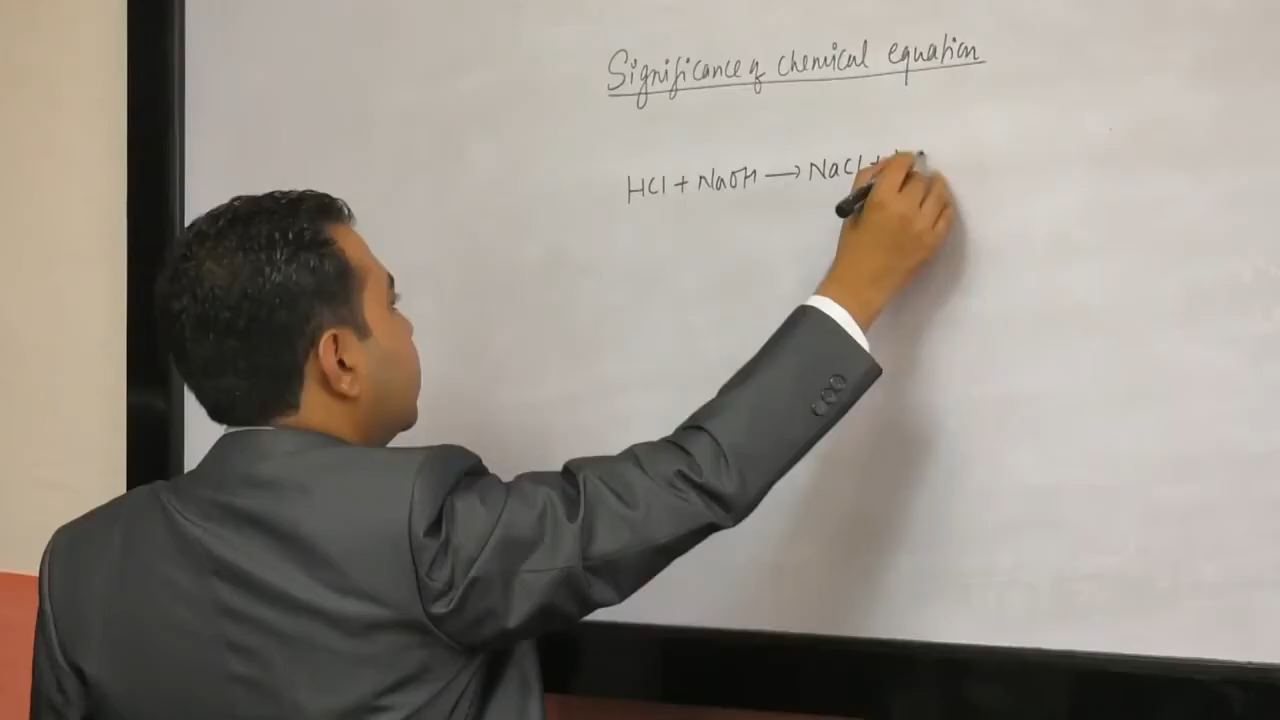 Significance of chemical equation
HCl + NaOH → NaCl +